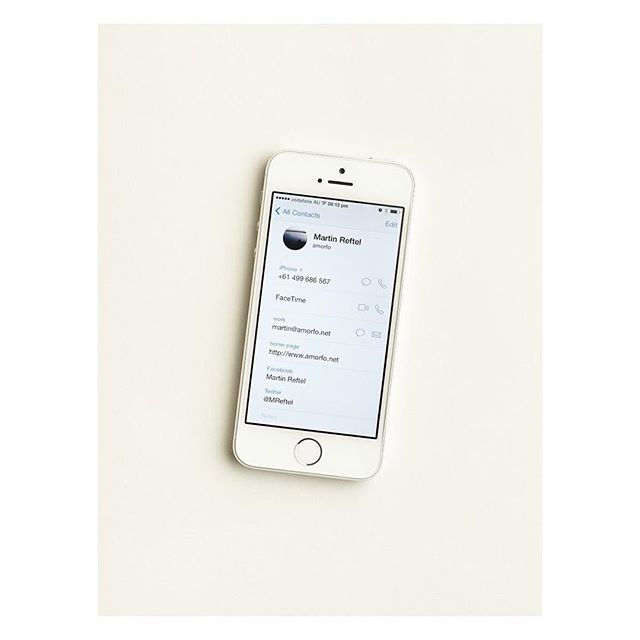 vodafone AU 06:13 pm
All Contacts Edit
Martin Reftel
amorfo
iPhone
+61 499 686 567
FaceTime
work
martin@amorfo.net
home page
http://www.amorfo.net
Facebook
Martin Reftel
Twitter
@MReftel
Notes